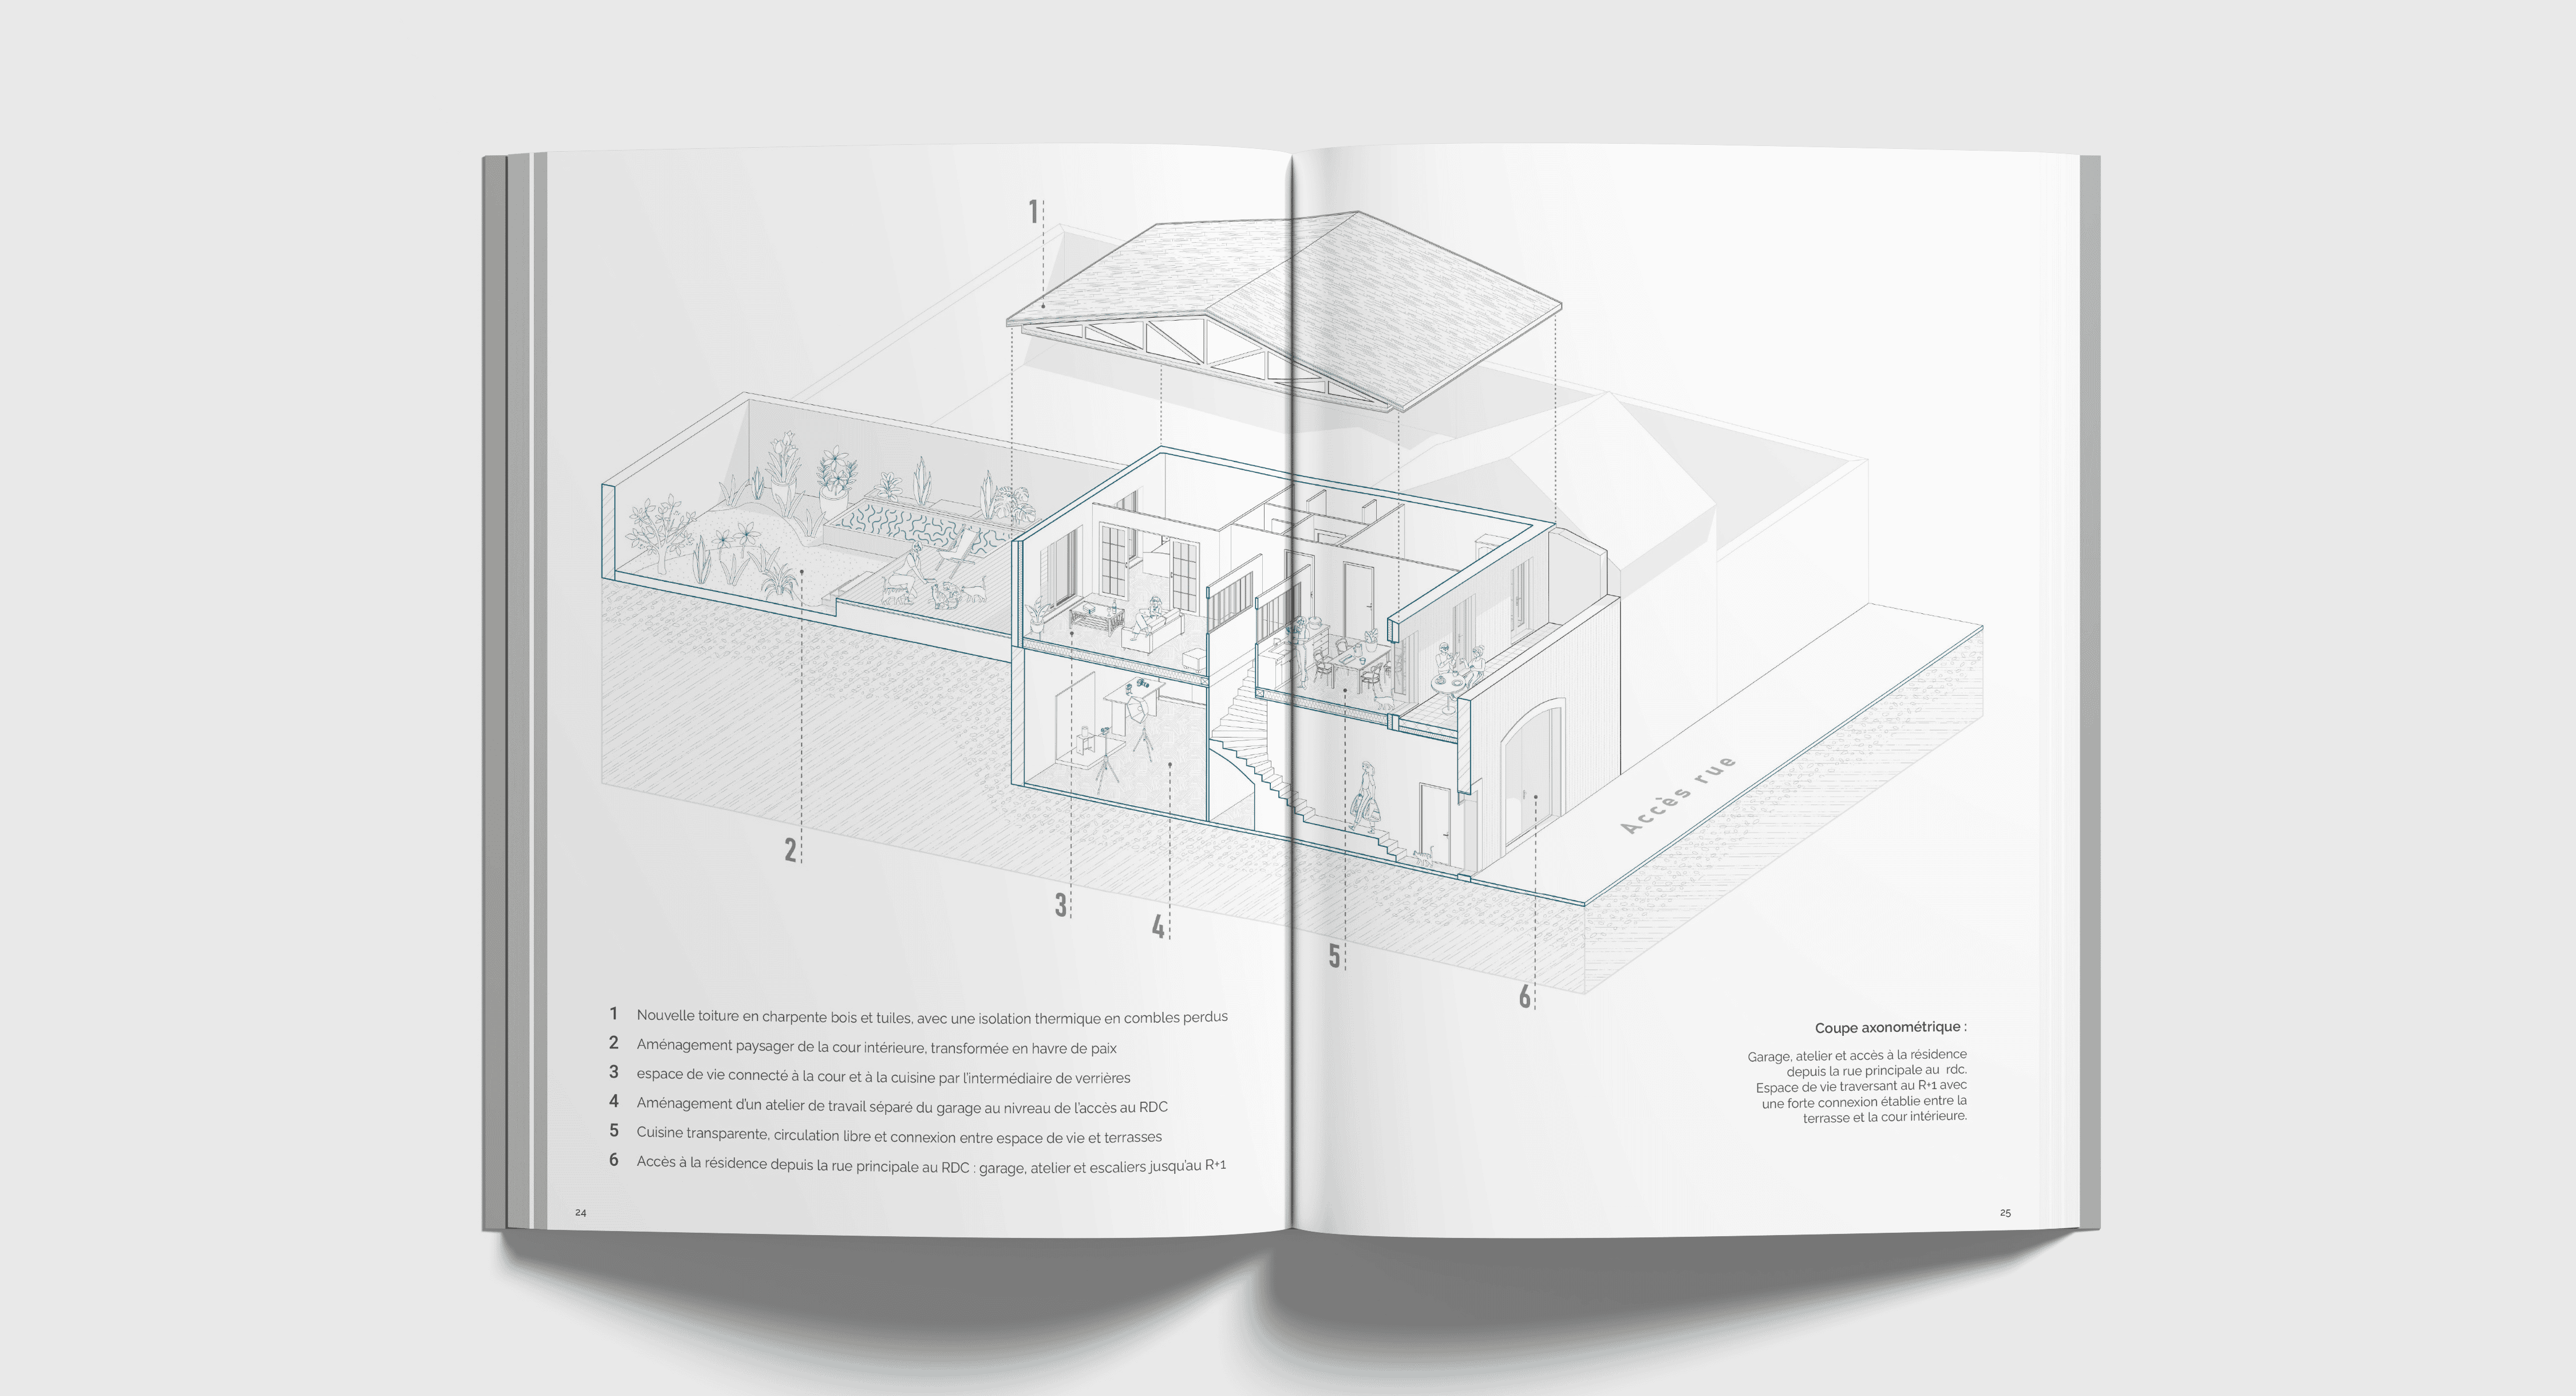 1
2
3
4
5
6
Accès rue
1 Nouvelle toiture en charpente bois et tuiles, avec une isolation thermique en combles perdus
2 Aménagement paysager de la cour intérieure, transformée en havre de paix
3 espace de vie connecté à la cour et à la cuisine par l'intermédiaire de verrières
4 Aménagement d'un atelier de travail séparé du garage au nivreau de l'accès au RDC
5 Cuisine transparente, circulation libre et connexion entre espace de vie et terrasses
6 Accès à la résidence depuis la rue principale au RDC : garage, atelier et escaliers jusqu'au R+1
24
Coupe axonométrique :
Garage, atelier et accès à la résidence
depuis la rue principale au rdc.
Espace de vie traversant au R+1 avec
une forte connexion établie entre la
terrasse et la cour intérieure.
25